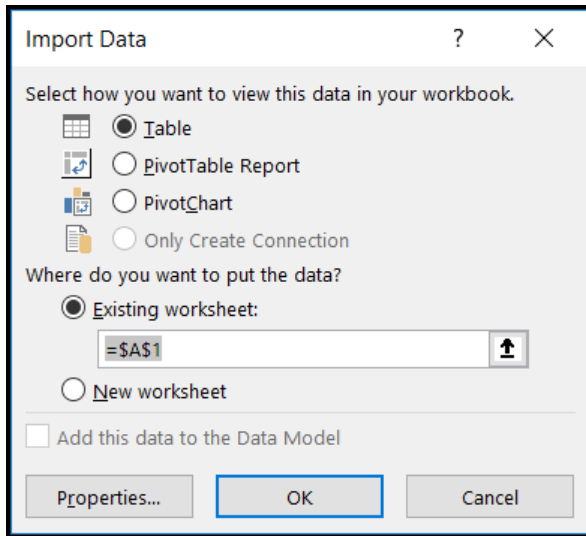 Import Data ?
Select how you want to view this data in your workbook.
Table
PivotTable Report
PivotChart
Only Create Connection
Where do you want to put the data?
Existing worksheet:
=$A$1
New worksheet
Add this data to the Data Model
Properties... OK Cancel